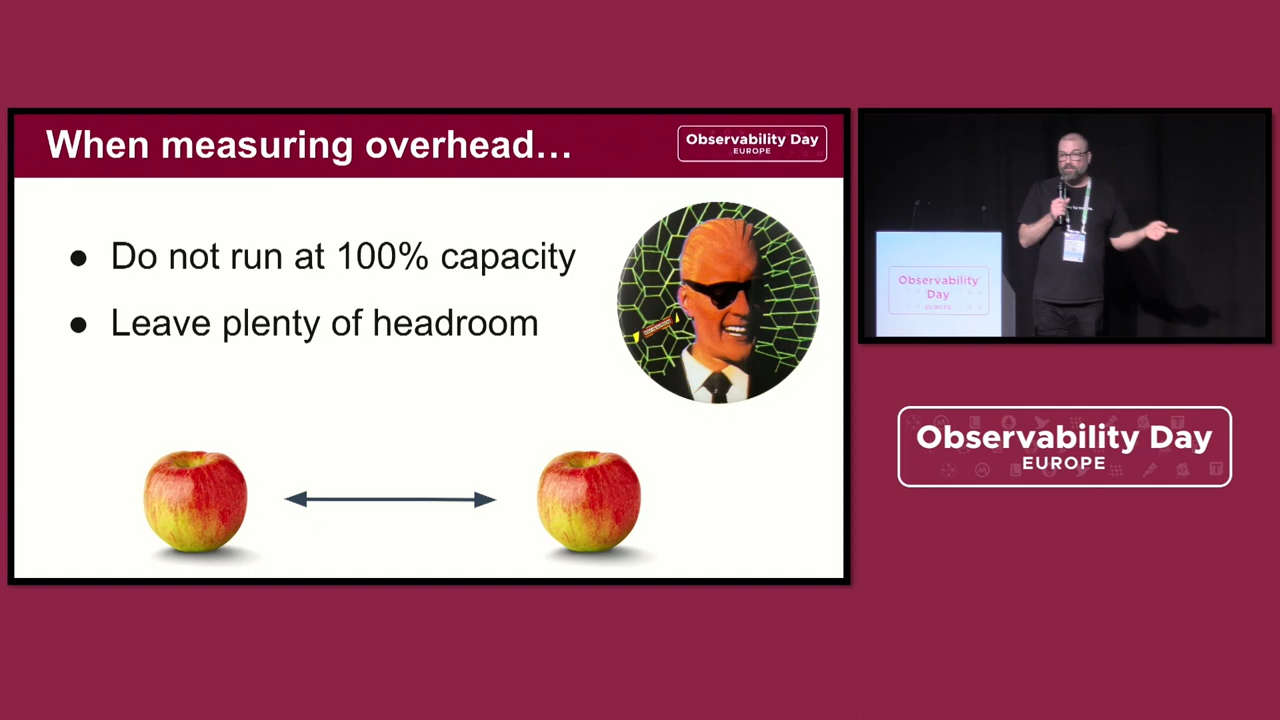 When measuring overhead…
Observability Day
EUROPE
● Do not run at 100% capacity
● Leave plenty of headroom
Observability
Day
EUROPE
Observability Day
EUROPE